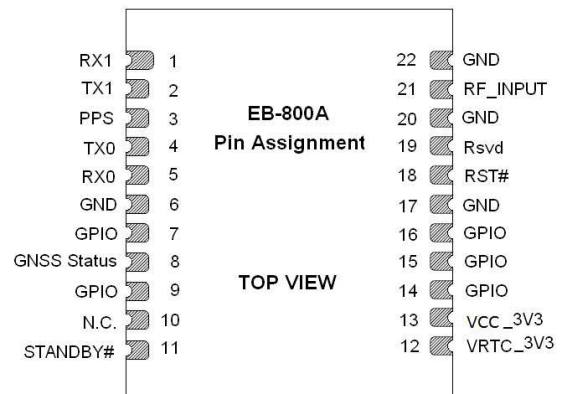 RX1 1 22 GND
TX1 2 21 RF_INPUT
PPS 3 EB-800A 20 GND
TX0 4 Pin Assignment 19 Rsvd
RX0 5 18 RST#
GND 6 17 GND
GPIO 7 16 GPIO
GNSS Status 8 TOP VIEW 15 GPIO
GPIO 9 14 GPIO
N.C. 10 13 VCC_3V3
STANDBY# 11 12 VRTC_3V3